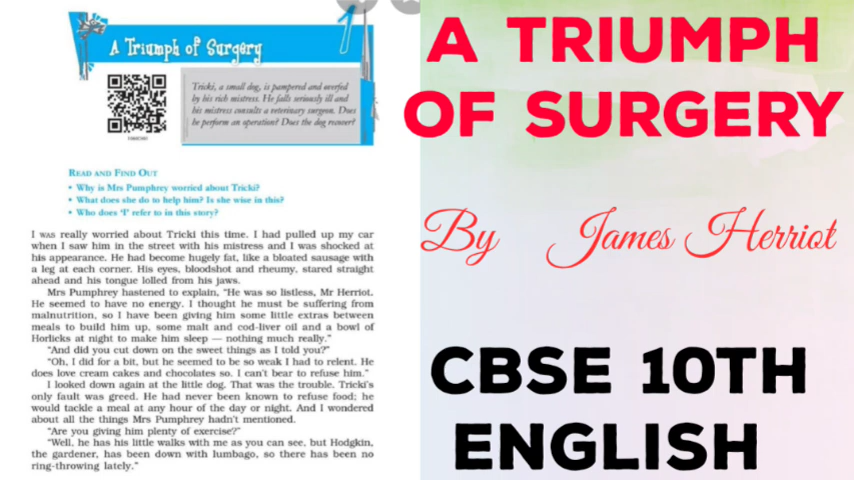 A Triumph of Surgery
1
Tricki, a small dog, is pampered and overfed
by his rich mistress. He falls seriously ill and
his mistress consults a veterinary surgeon. Does
he perform an operation? Does the dog recover?
READ AND FIND OUT
• Why is Mrs Pumphrey worried about Tricki?
• What does she do to help him? Is she wise in this?
• Who does 'I' refer to in this story?
I WAS really worried about Tricki this time. I had pulled up my car
when I saw him in the street with his mistress and I was shocked at
his appearance. He had become hugely fat, like a bloated sausage with
a leg at each corner. His eyes, bloodshot and rheumy, stared straight
ahead and his tongue lolled from his jaws.
Mrs Pumphrey hastened to explain, “He was so listless, Mr Herriot.
He seemed to have no energy. I thought he must be suffering from
malnutrition, so I have been giving him some little extras between
meals to build him up, some malt and cod-liver oil and a bowl of
Horlicks at night to make him sleep — nothing much really.”
“And did you cut down on the sweet things as I told you?”
“Oh, I did for a bit, but he seemed to be so weak I had to relent. He
does love cream cakes and chocolates so. I can't bear to refuse him.”
I looked down again at the little dog. That was the trouble. Tricki's
only fault was greed. He had never been known to refuse food; he
would tackle a meal at any hour of the day or night. And I wondered
about all the things Mrs Pumphrey hadn't mentioned.
“Are you giving him plenty of exercise?”
“Well, he has his little walks with me as you can see, but Hodgkin,
the gardener, has been down with lumbago, so there has been no
ring-throwing lately.”
A TRIUMPH
OF SURGERY
By James Herriot
CBSE 10TH
ENGLISH